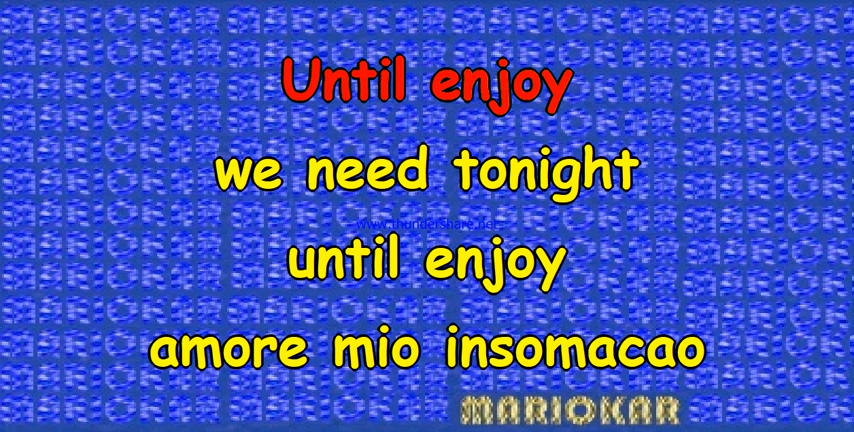 Until enjoy
we need tonight
www.thundershare.net
until enjoy
amore mio insomacao
MARIOKAR